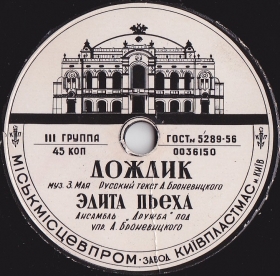 III ГРУППА
45 КОП
ГОСТ№ 5289-56
0036150
ДОЖДИК
муз. З. Мая Русский текст А. Броневицкого
ЭДИТА ПЬЕХА
Ансамбль „Дружба" под
упр. А. Броневицкого
МІСЬКМІСЦЕВПРОМ · ЗАВОД КИЇВПЛАСТМАС · м. КИЇВ